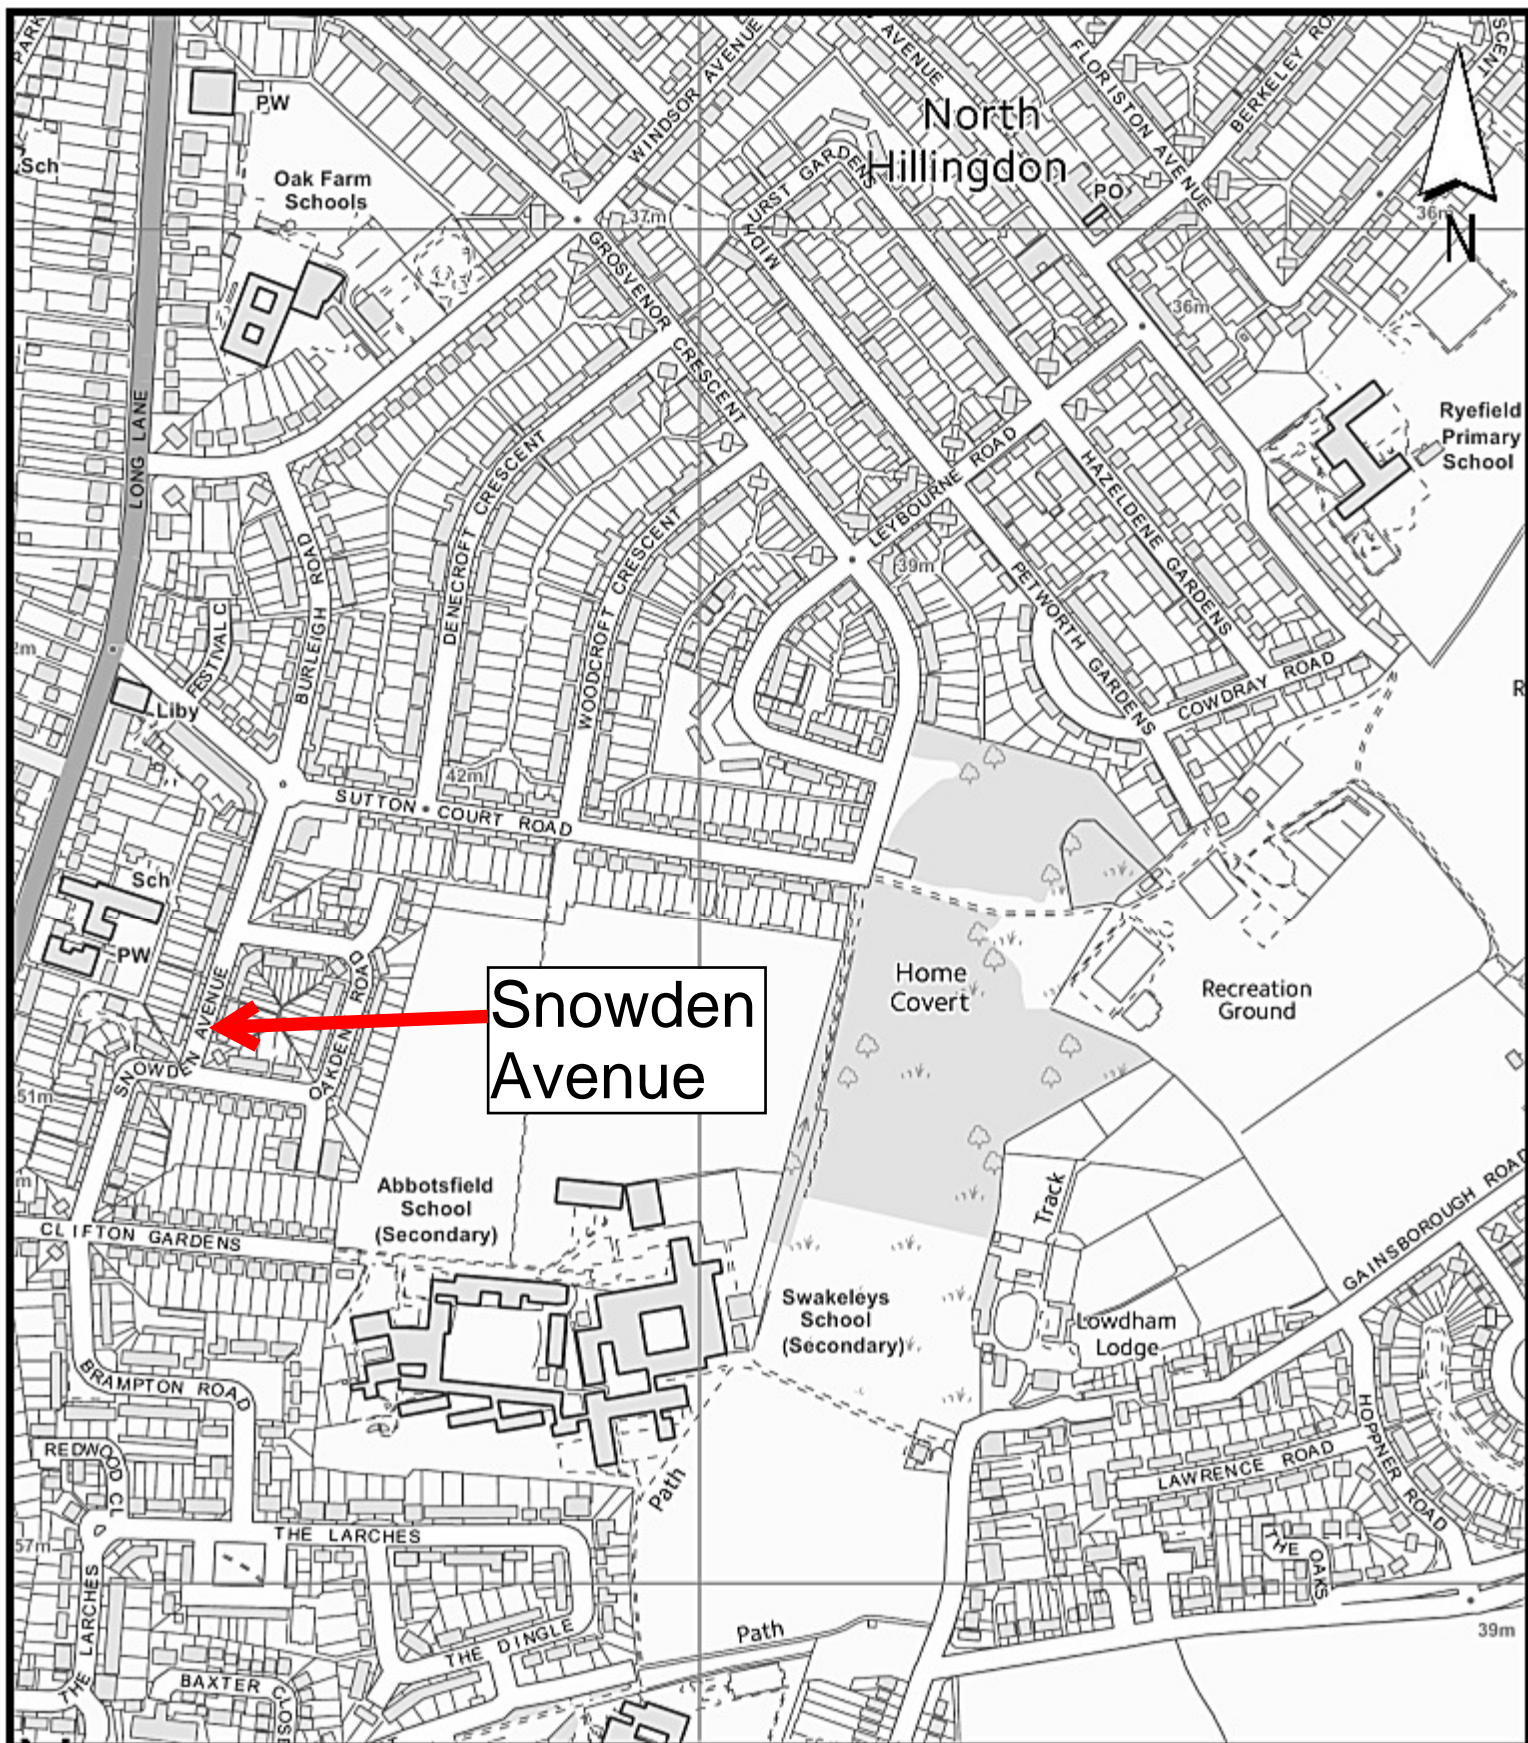 PARK
AVENUE
AVENUE
SCENT
PW
WINDSOR
North
Hillingdon
FLORISTON
AVENUE
BERKELEY RO
Sch
Oak Farm
Schools
MIDHURST GARDENS
PO
37m
36m
N
GROSVENOR
CRESCENT
36m
LONG LANE
Ryefield
Primary
School
DENECROFT CRESCENT
LEYBOURNE ROAD
HAZELDENE GARDENS
BURLEIGH ROAD
WOODCROFT CRESCENT
39m
PETWORTH GARDENS
FESTIVAL C
2m
Liby
COWDRAY ROAD
R
42m
SUTTON COURT ROAD
Sch
PW
SNOWDEN AVENUE
OAKDENE ROAD
Snowden
Avenue
Home
Covert
Recreation
Ground
51m
m
Abbotsfield
School
(Secondary)
Track
GAINSBOROUGH ROAD
CLIFTON GARDENS
Swakeleys
School
(Secondary)
Lowdham
Lodge
BRAMPTON ROAD
HOPPNER ROAD
REDWOOD CL
LAWRENCE ROAD
Path
THE LARCHES
57m
THE OAKS
THE LARCHES
THE DINGLE
Path
39m
BAXTER CLOSE